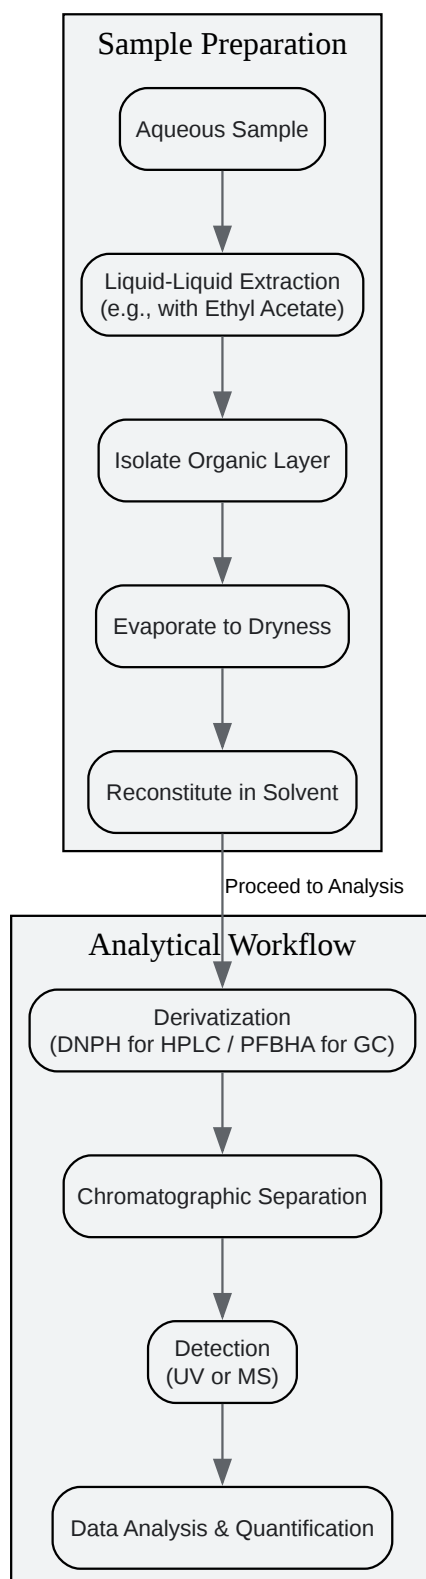 Sample Preparation
Aqueous Sample
Liquid-Liquid Extraction
(e.g., with Ethyl Acetate)
Isolate Organic Layer
Evaporate to Dryness
Reconstitute in Solvent
Proceed to Analysis
Analytical Workflow
Derivatization
(DNPH for HPLC / PFBHA for GC)
Chromatographic Separation
Detection
(UV or MS)
Data Analysis & Quantification